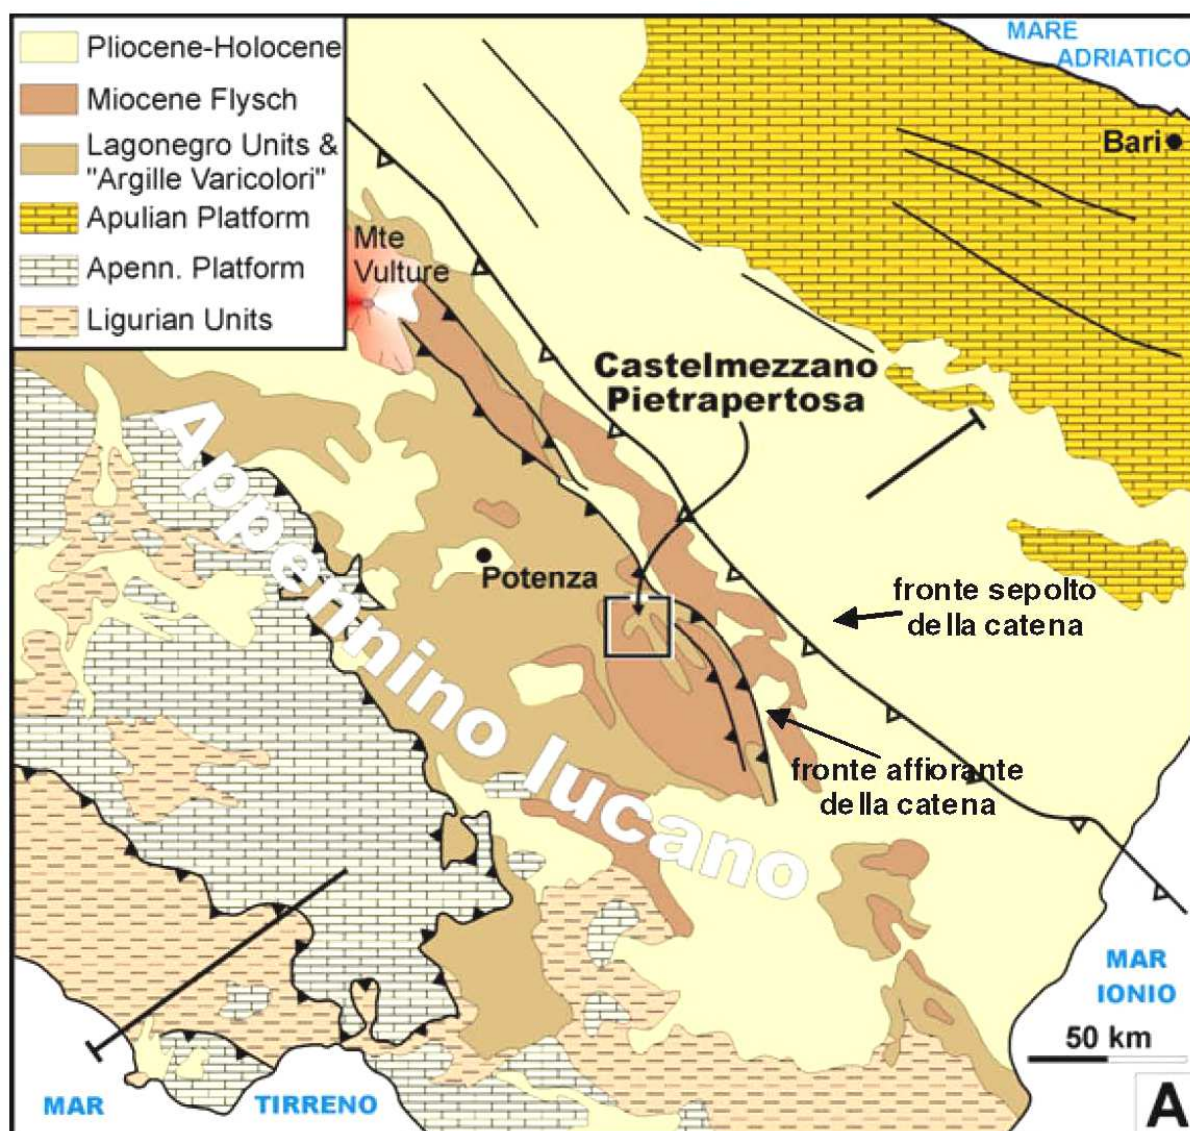 Pliocene-Holocene
Miocene Flysch
Lagonegro Units &
"Argille Varicolori"
Apulian Platform
Apenn. Platform
Ligurian Units
MARE
ADRIATICO
Bari
Mte
Vulture
Castelmezzano
Pietrapertosa
Appennino lucano
Potenza
fronte sepolto
della catena
fronte affiorante
della catena
MAR
IONIO
50 km
MAR TIRRENO
A